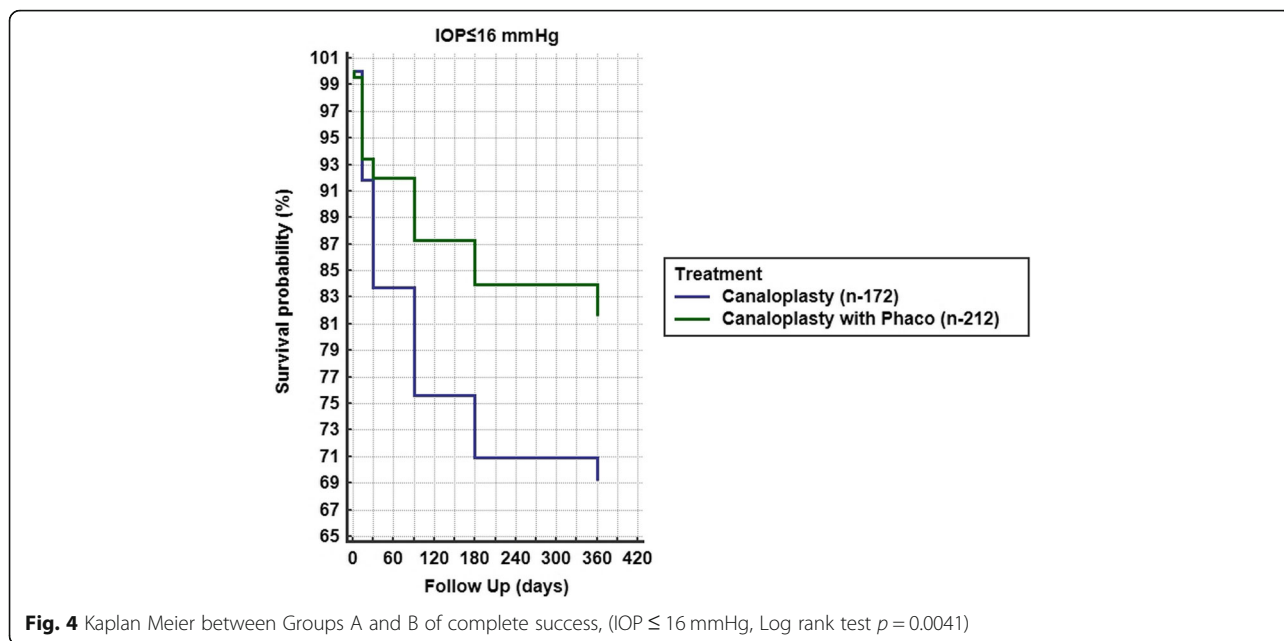 IOP≤16 mmHg
101
99
97
95
93
91
89
87
85
83
81
79
77
75
73
71
69
67
65
Survival probability (%)
0 60 120 180 240 300 360 420
Follow Up (days)
Treatment
Canaloplasty (n-172)
Canaloplasty with Phaco (n-212)
Fig. 4 Kaplan Meier between Groups A and B of complete success, (IOP ≤ 16 mmHg, Log rank test p = 0.0041)